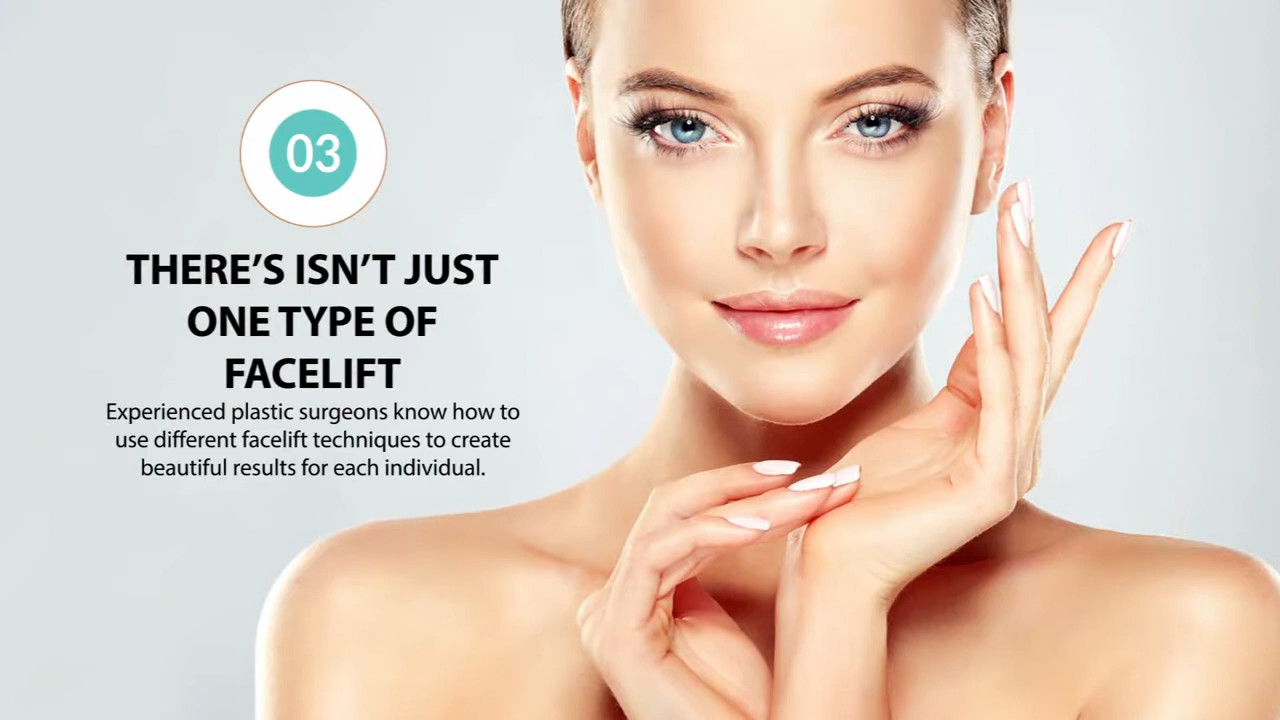 03
THERE'S ISN'T JUST
ONE TYPE OF
FACELIFT
Experienced plastic surgeons know how to
use different facelift techniques to create
beautiful results for each individual.